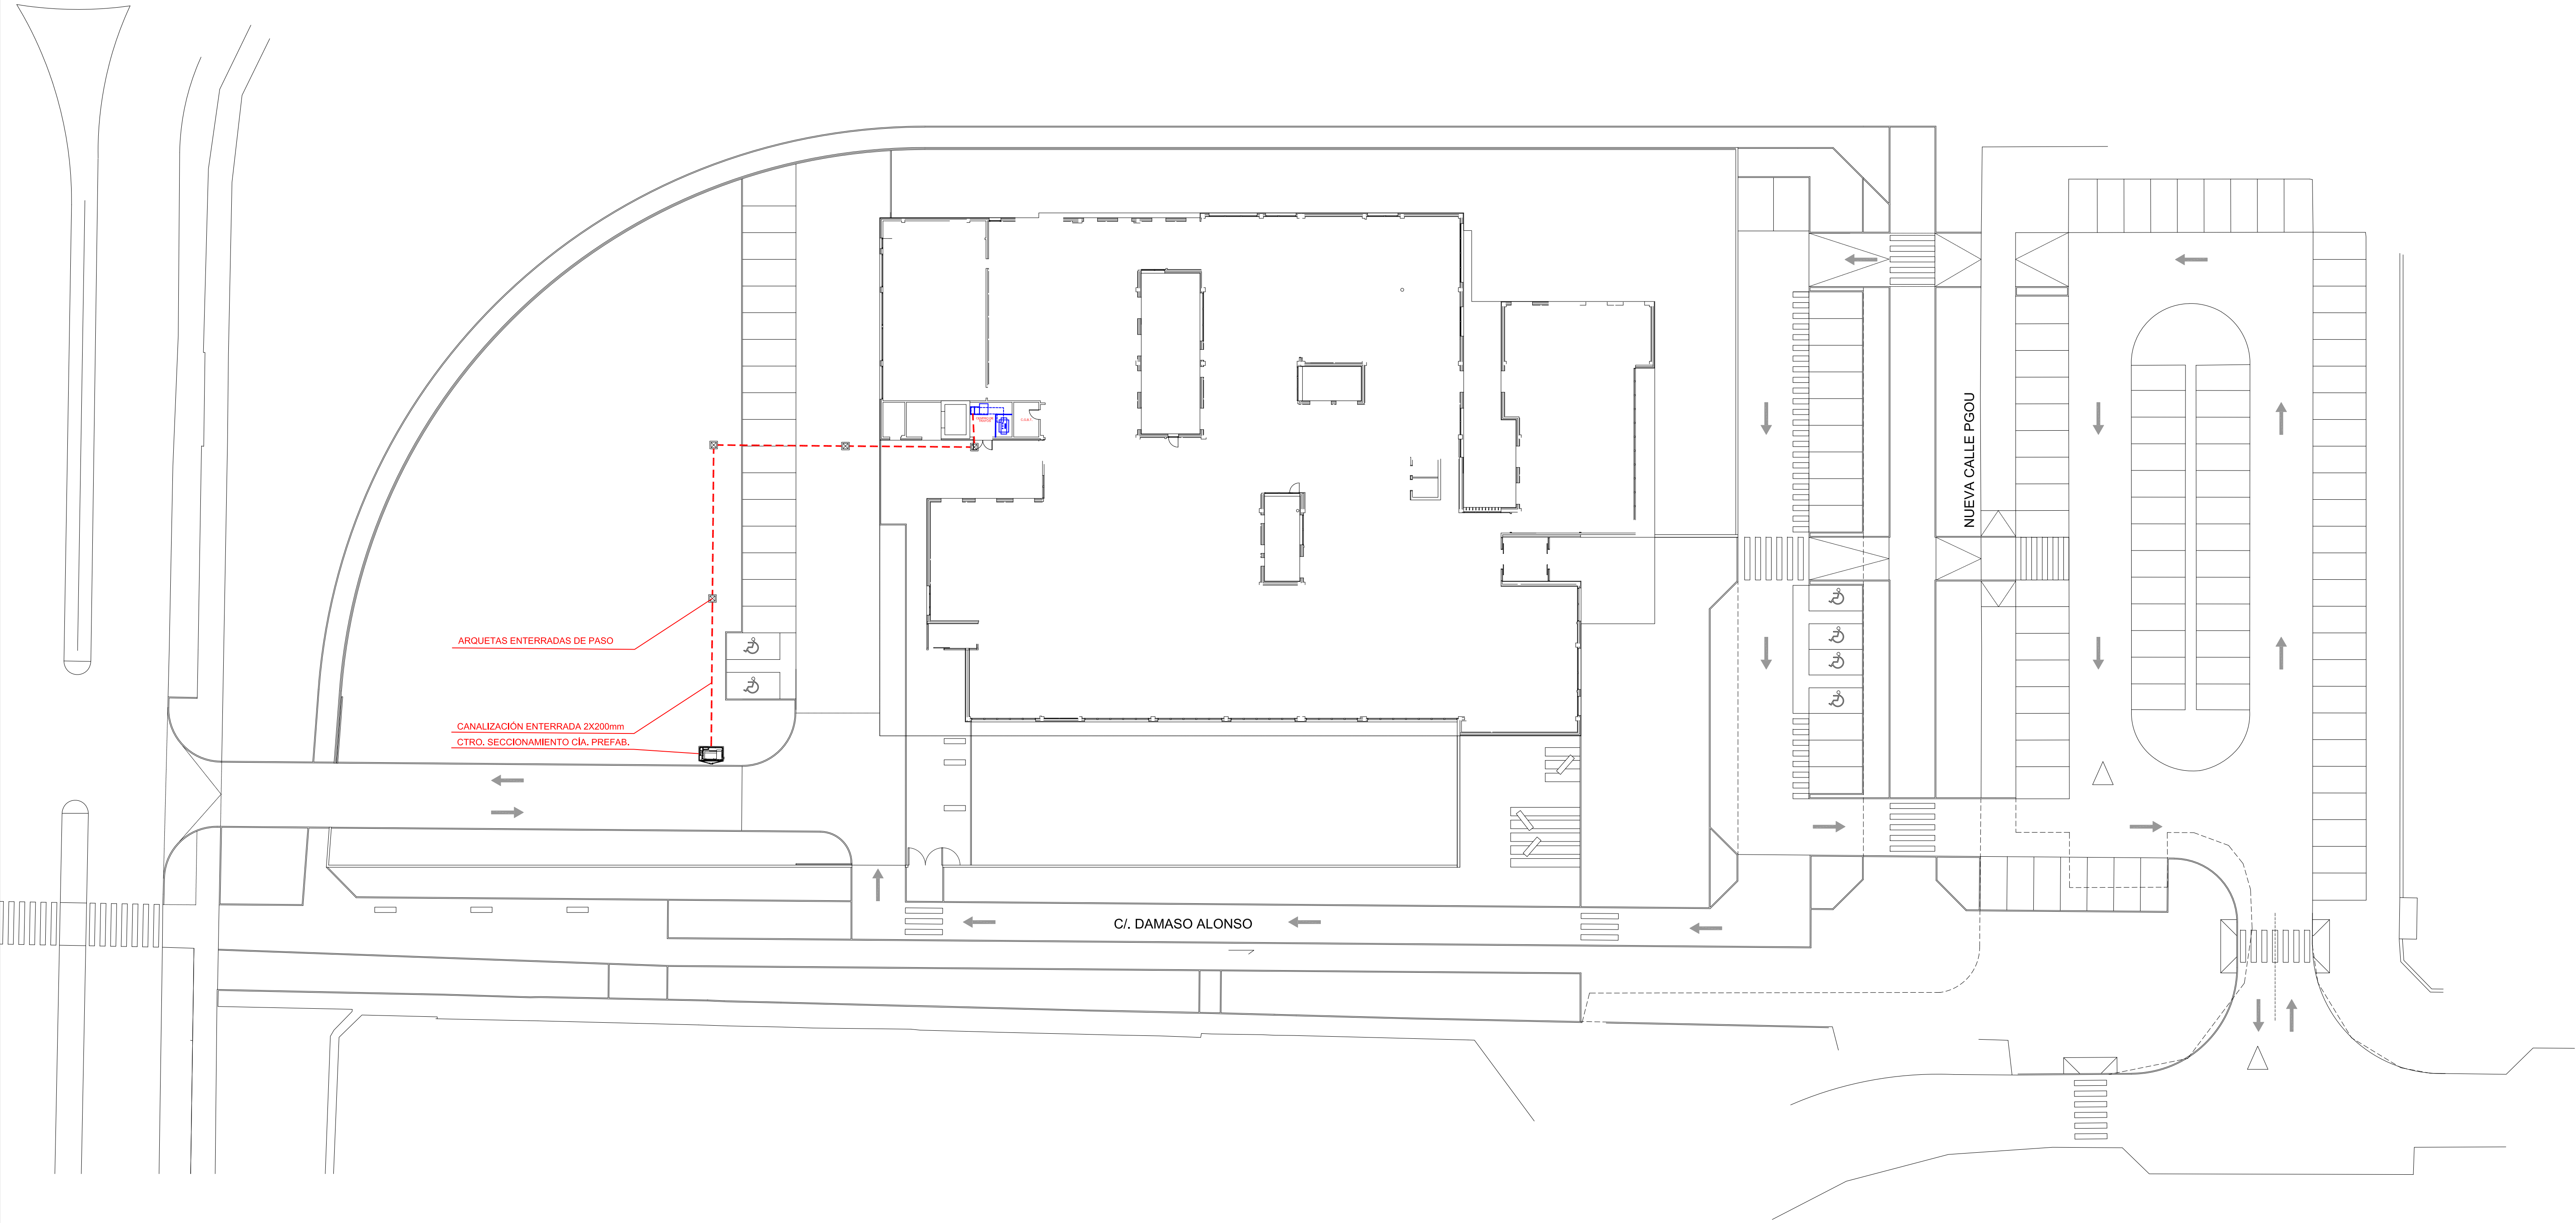 NUEVA CALLE PGOU
ARQUETAS ENTERRADAS DE PASO
CANALIZACIÓN ENTERRADA 2X200mm
CTRO. SECCIONAMIENTO CÍA. PREFAB.
C/. DAMASO ALONSO